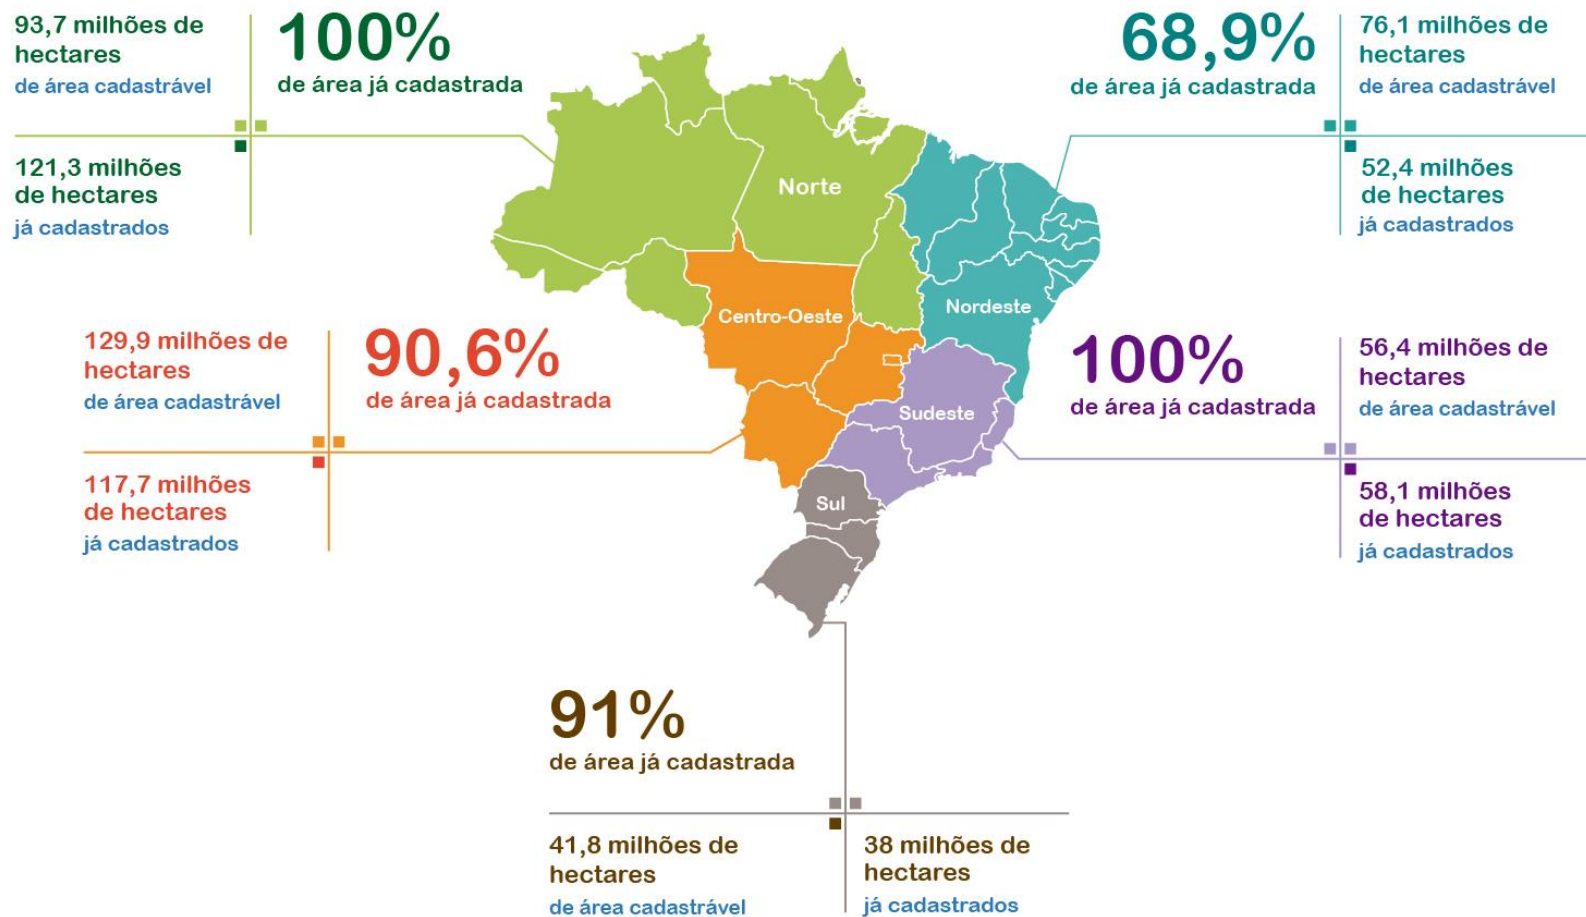 93,7 milhões de
hectares
de área cadastrável
100%
de área já cadastrada
121,3 milhões
de hectares
já cadastrados
68,9%
de área já cadastrada
76,1 milhões de
hectares
de área cadastrável
52,4 milhões
de hectares
já cadastrados
Norte
Nordeste
Centro-Oeste
Sudeste
Sul
129,9 milhões de
hectares
de área cadastrável
90,6%
de área já cadastrada
117,7 milhões
de hectares
já cadastrados
100%
de área já cadastrada
56,4 milhões de
hectares
de área cadastrável
58,1 milhões
de hectares
já cadastrados
91%
de área já cadastrada
41,8 milhões de
hectares
de área cadastrável
38 milhões de
hectares
já cadastrados